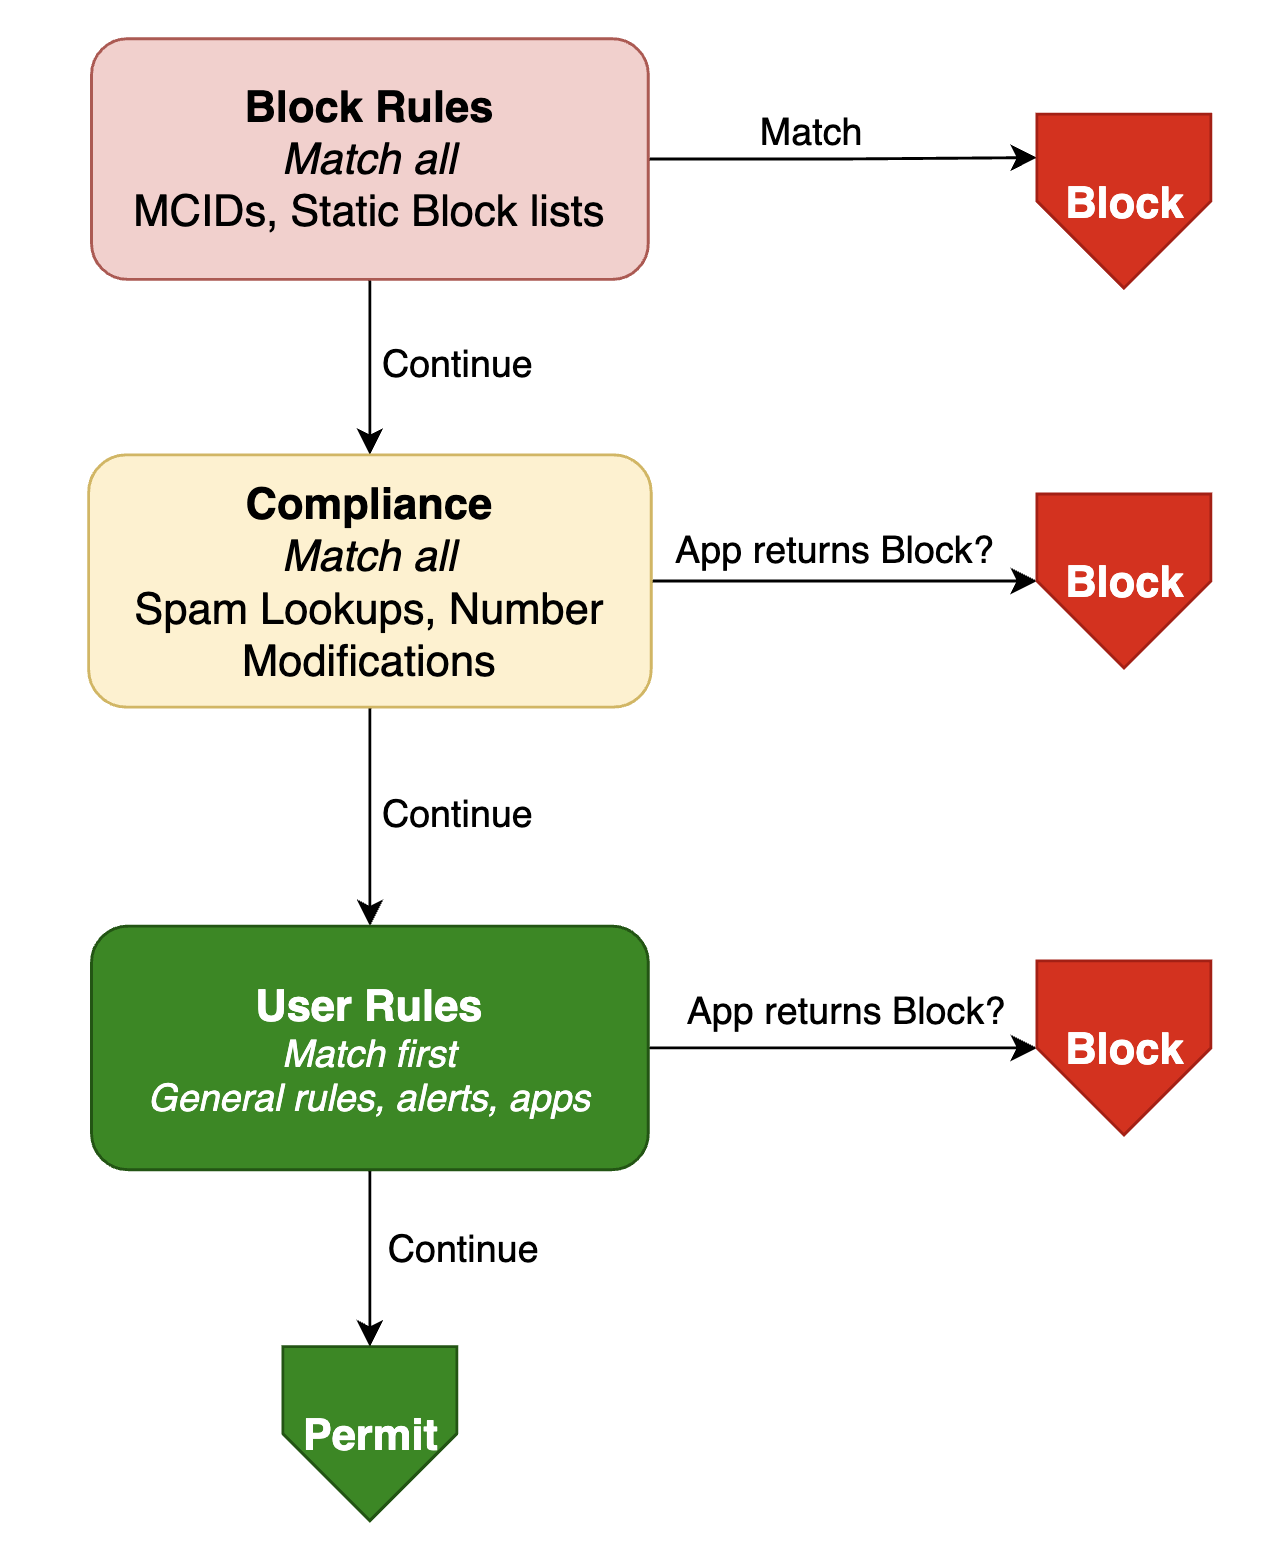 Block Rules
Match all
MCIDs, Static Block lists
Match
Block
Continue
Compliance
Match all
Spam Lookups, Number
Modifications
App returns Block?
Block
Continue
User Rules
Match first
General rules, alerts, apps
App returns Block?
Block
Continue
Permit